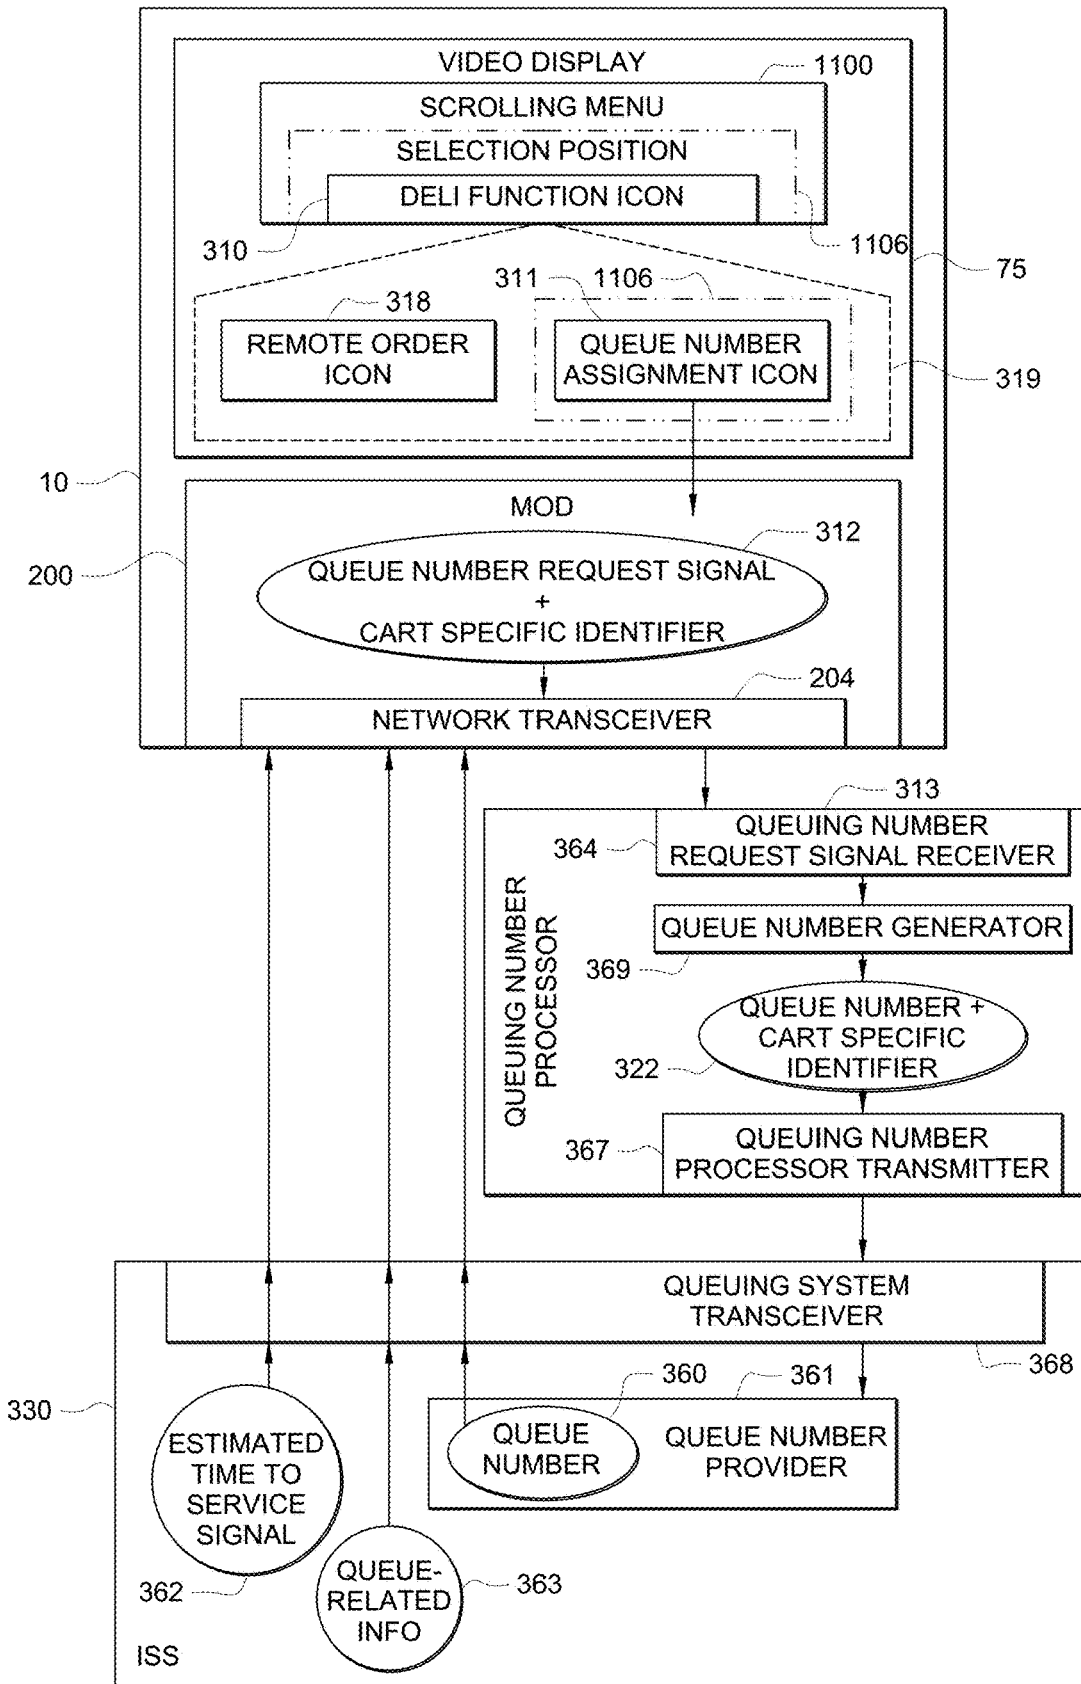 VIDEO DISPLAY
1100
SCROLLING MENU
SELECTION POSITION
DELI FUNCTION ICON
310
1106
75
318
311
1106
REMOTE ORDER
ICON
QUEUE NUMBER
ASSIGNMENT ICON
319
10
MOD
312
200
QUEUE NUMBER REQUEST SIGNAL
+
CART SPECIFIC IDENTIFIER
204
NETWORK TRANSCEIVER
313
364
QUEUING NUMBER
REQUEST SIGNAL RECEIVER
QUEUING NUMBER
PROCESSOR
QUEUE NUMBER GENERATOR
369
QUEUE NUMBER +
CART SPECIFIC
IDENTIFIER
322
367
QUEUING NUMBER
PROCESSOR TRANSMITTER
QUEUING SYSTEM
TRANSCEIVER
368
330
360
361
ESTIMATED
TIME TO
SERVICE
SIGNAL
QUEUE
NUMBER
QUEUE NUMBER
PROVIDER
362
QUEUE-
RELATED
INFO
363
ISS